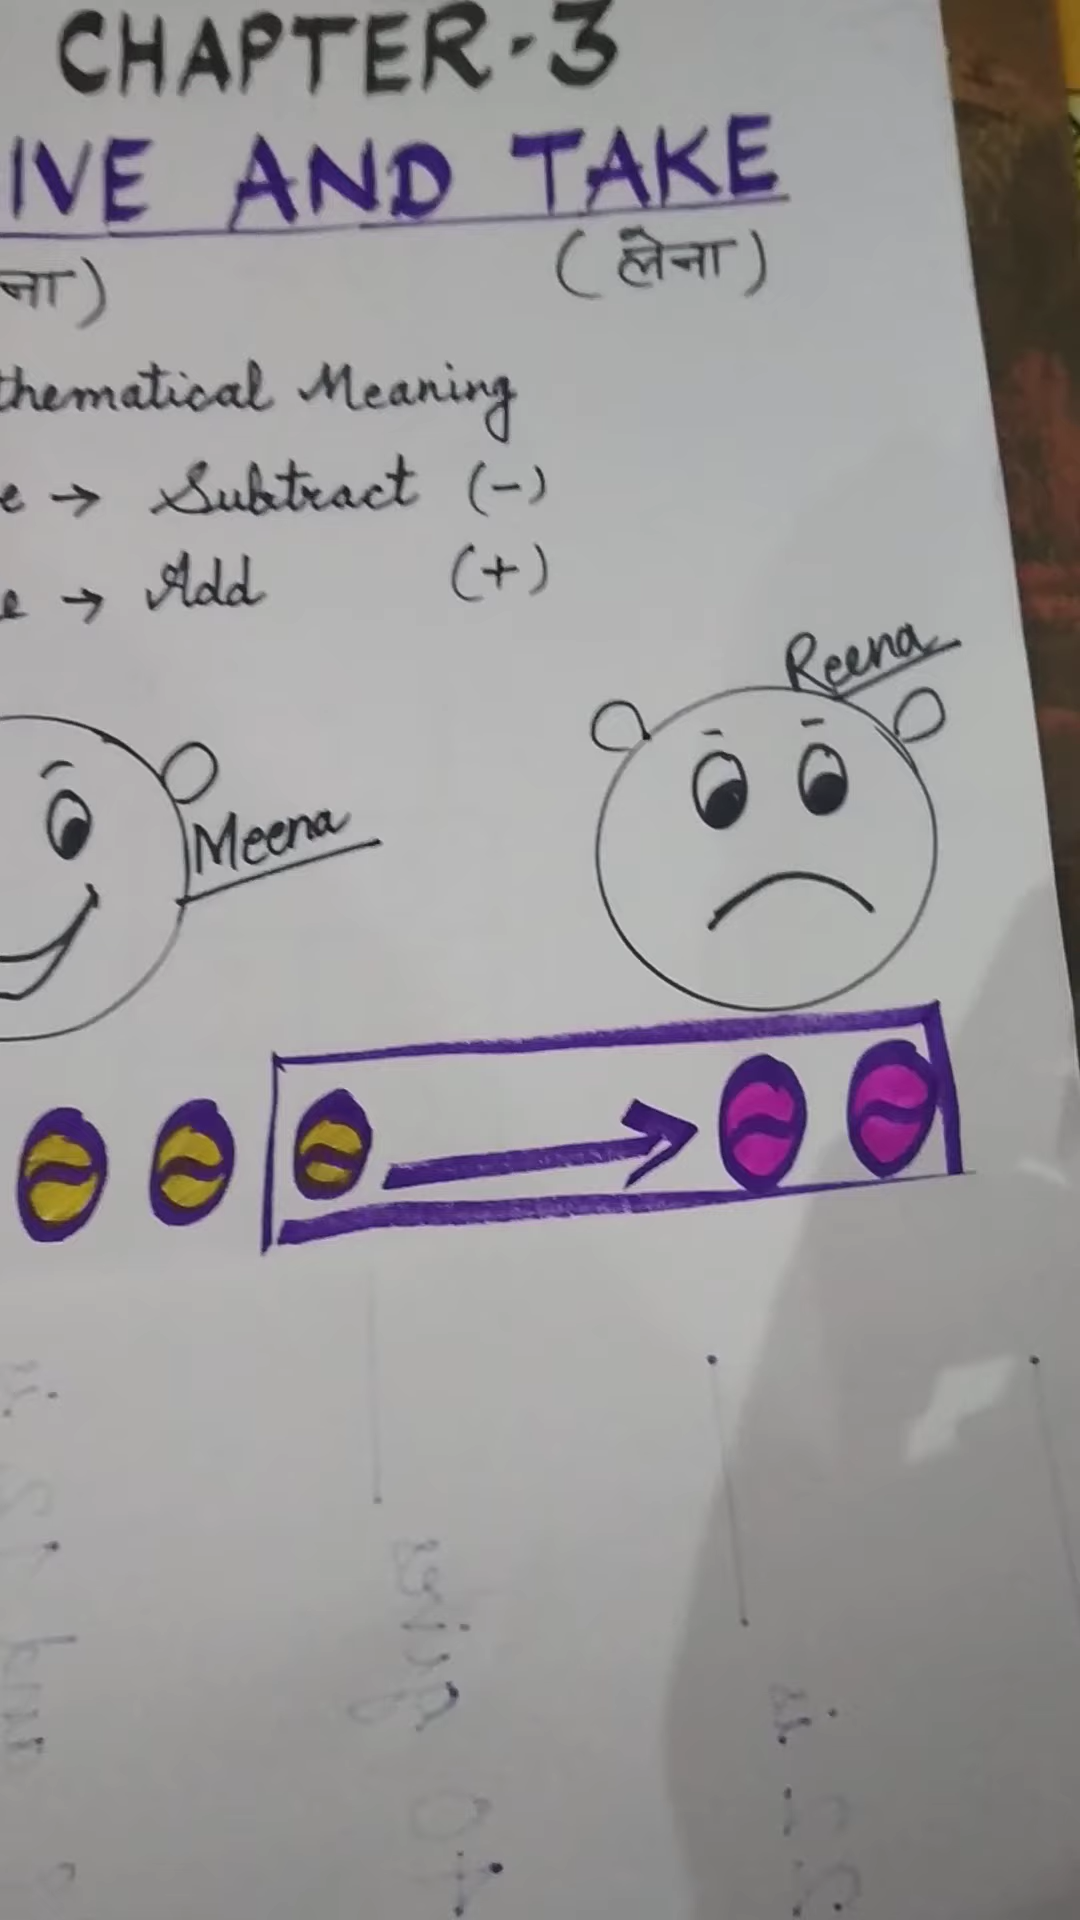 CHAPTER-3
IVE AND TAKE
ना) (लेना)
thematical Meaning
e → Subtract (-)
e → Add (+)
Reena
Meena